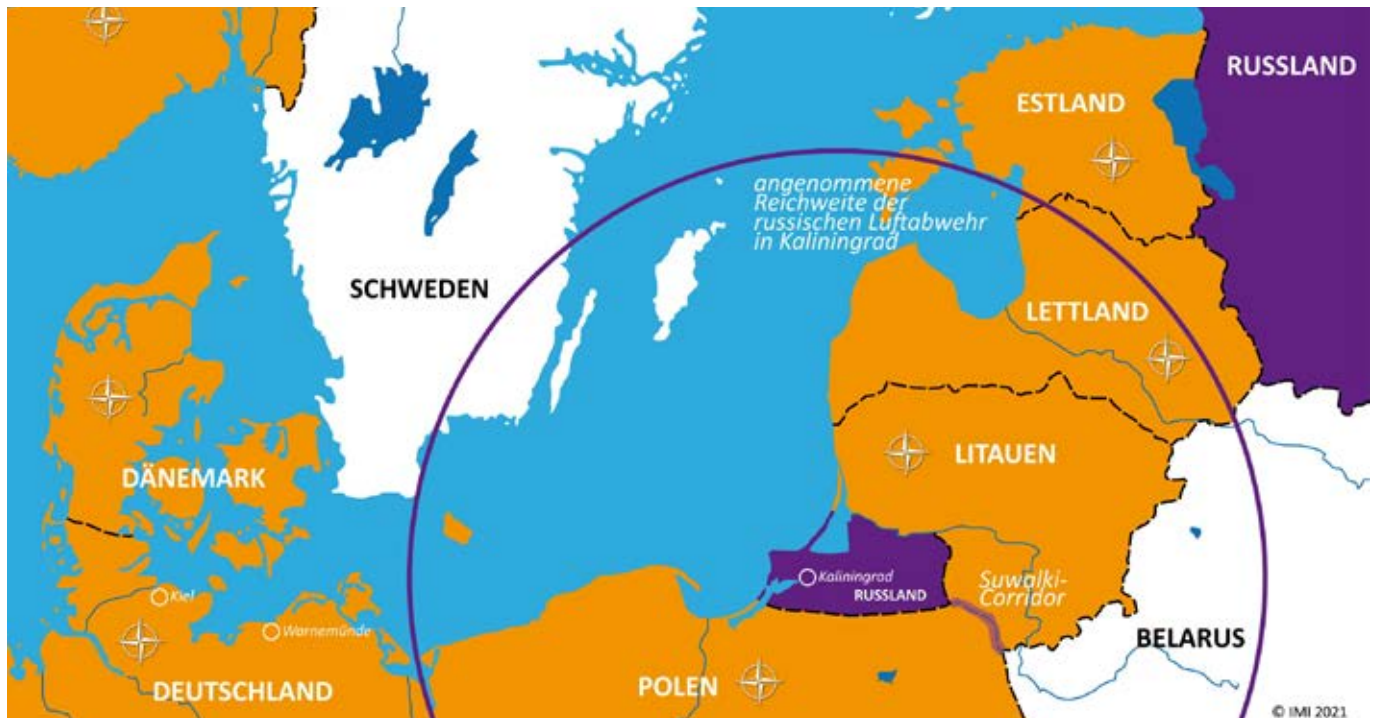 RUSSLAND
ESTLAND
angenommene
Reichweite der
russischen Luftabwehr
in Kaliningrad
SCHWEDEN
LETTLAND
LITAUEN
DÄNEMARK
Kaliningrad
RUSSLAND
Suwalki-
Corridor
Kiel
Warnemünde
BELARUS
DEUTSCHLAND
POLEN
© IMI 2021